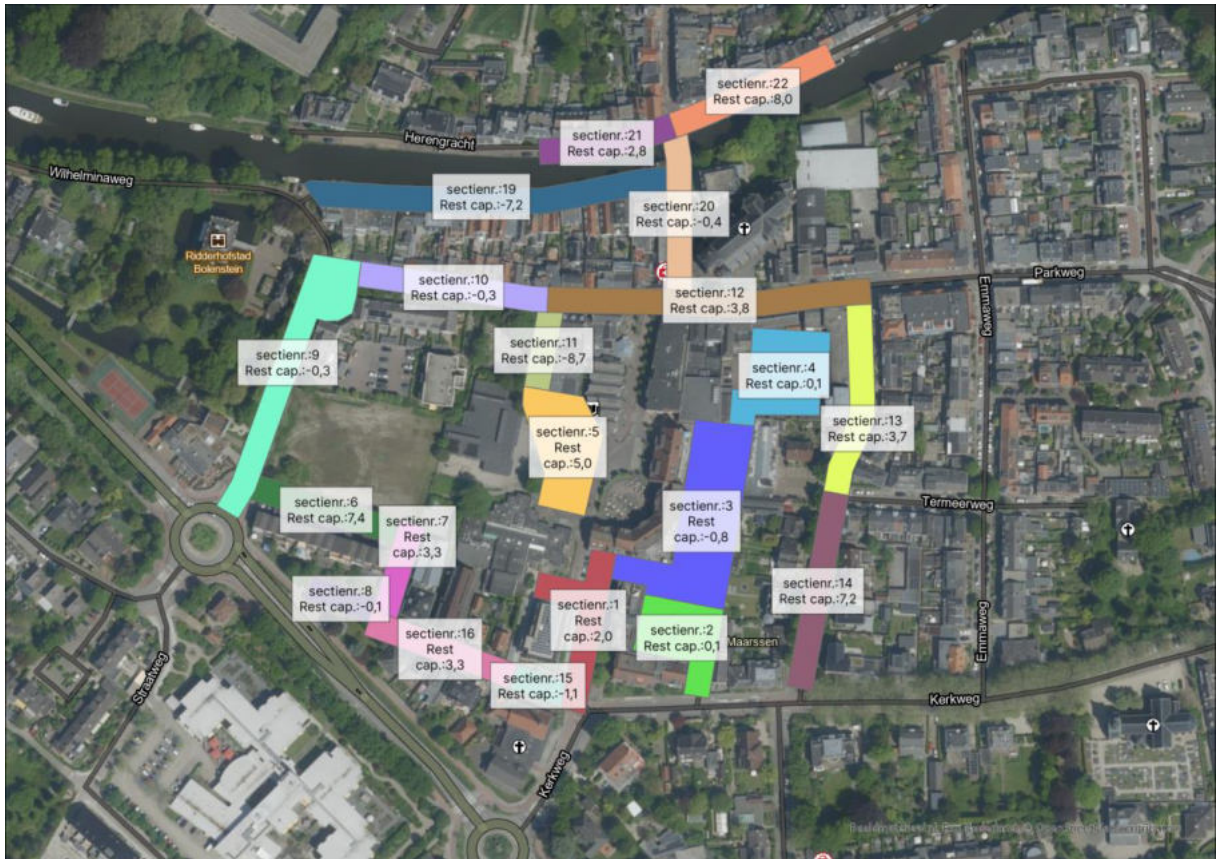 sectienr.:22
Rest cap.:8,0
sectienr.:21
Rest cap.:2,8
Herengracht
Wilhelminaweg
sectienr.:19
Rest cap.:-7,2
sectienr.:20
Rest cap.:-0,4
Ridderhofstad
Bolenstein
sectienr.:10
Rest cap.:-0,3
sectienr.:12
Rest cap.:3,8
Parkweg
Emmaweg
sectienr.:11
Rest cap.:-8,7
sectienr.:9
Rest cap.:-0,3
sectienr.:4
Rest cap.:0,1
sectienr.:5
Rest
cap.:5,0
sectienr.:13
Rest cap.:3,7
sectienr.:6
Rest cap.:7,4
sectienr.:7
Rest
cap.:3,3
sectienr.:3
Rest
cap.:-0,8
Termeerweg
sectienr.:8
Rest cap.:-0,1
sectienr.:14
Rest cap.:7,2
sectienr.:1
Rest
cap.:2,0
sectienr.:2
Rest cap.:0,1
Maarssen
sectienr.:16
Rest cap.:3,3
Emmaweg
sectienr.:15
Rest cap.:-1,1
Straatweg
Kerkweg
Kerkweg